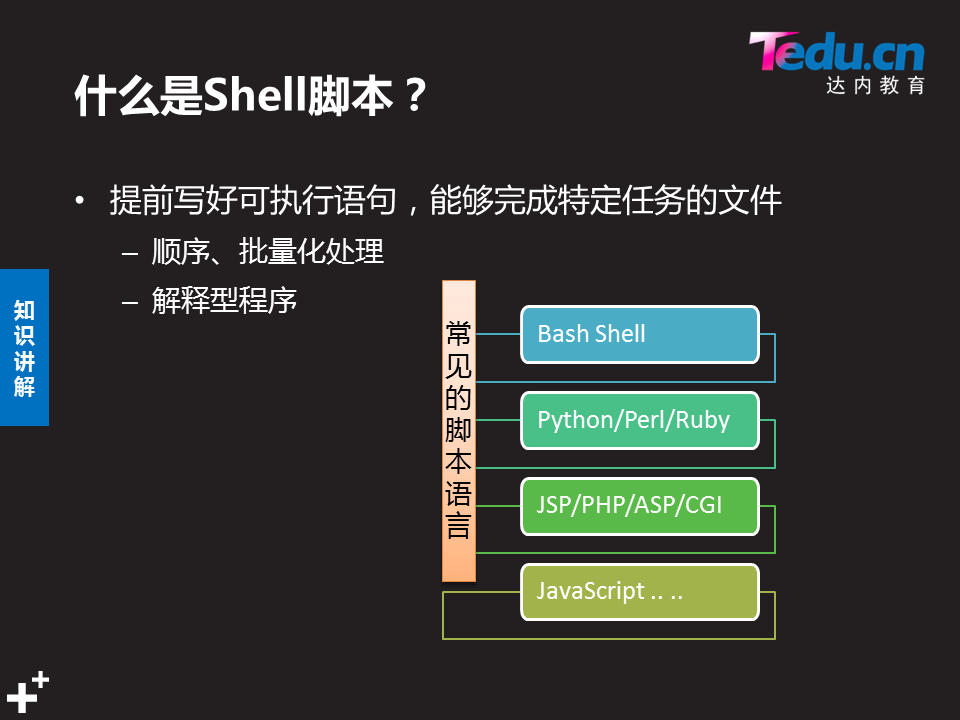 Tedu.cn
达内教育
什么是Shell脚本？
• 提前写好可执行语句，能够完成特定任务的文件
– 顺序、批量化处理
– 解释型程序
知识讲解
常见的脚本语言
Bash Shell
Python/Perl/Ruby
JSP/PHP/ASP/CGI
JavaScript .. ..